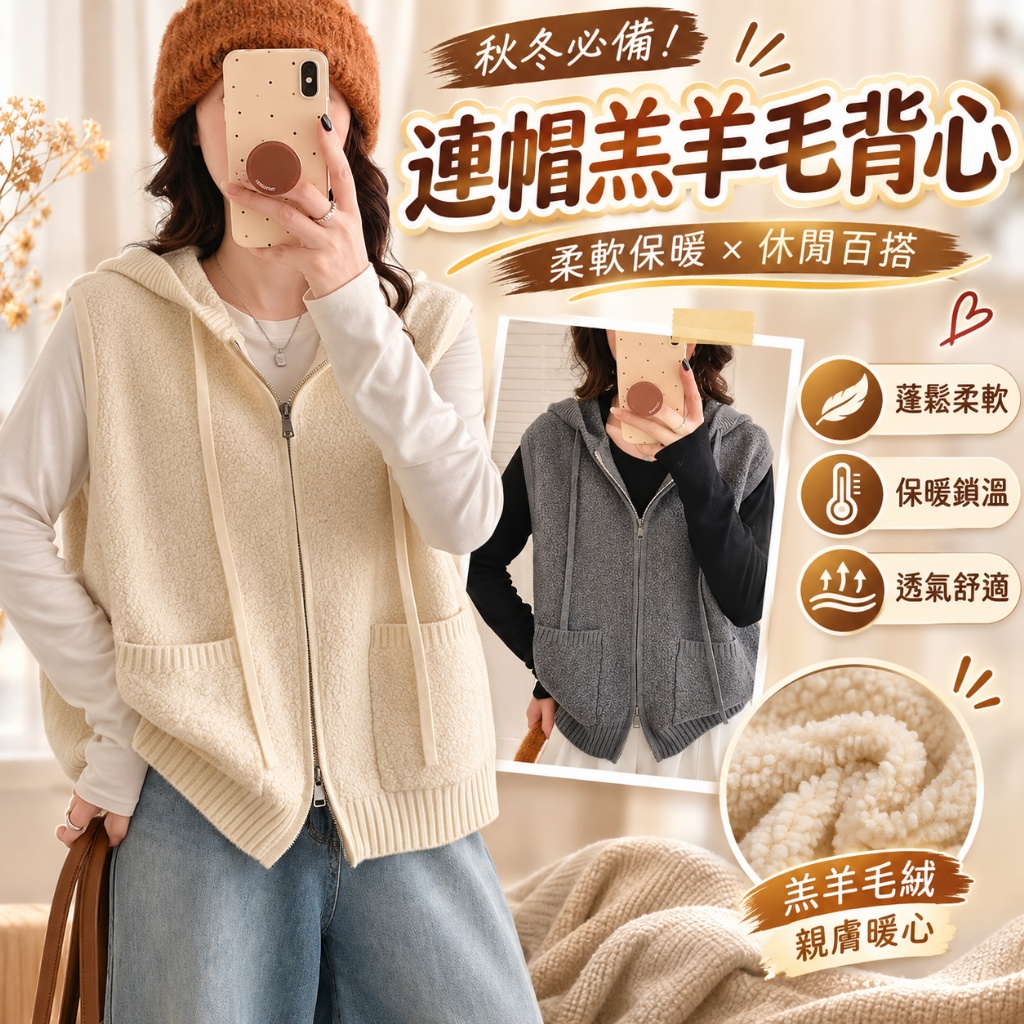 秋冬必備!
連帽羔羊毛背心
柔軟保暖 × 休閒百搭
蓬鬆柔軟
保暖鎖溫
透氣舒適
羔羊毛絨
親膚暖心